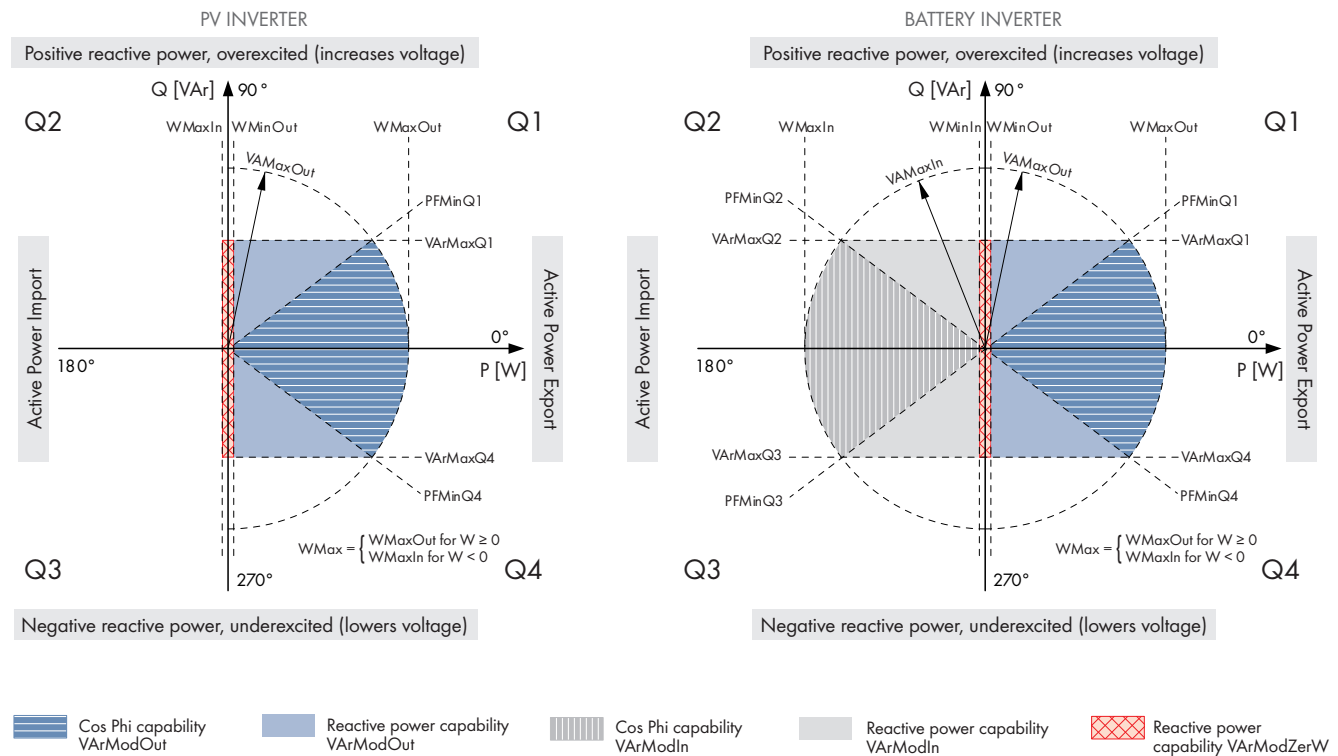 PV INVERTER
Positive reactive power, overexcited (increases voltage)
Q [VAr]
90 °
Q2
WMaxIn
WMinOut
WMaxOut
Q1
VAMaxOut
PFMinQ1
VArMaxQ1
Active Power Import
Active Power Export
0°
180°
P [W]
VArMaxQ4
PFMinQ4
WMax = { WMaxOut for W ≥ 0
WMaxIn for W < 0
Q3
Q4
270°
Negative reactive power, underexcited (lowers voltage)
BATTERY INVERTER
Positive reactive power, overexcited (increases voltage)
Q [VAr]
90 °
Q2
WMaxIn
WMinIn
WMinOut
WMaxOut
Q1
VAMaxIn
VAMaxOut
PFMinQ2
PFMinQ1
VArMaxQ2
VArMaxQ1
Active Power Import
Active Power Export
0°
180°
P [W]
VArMaxQ3
VArMaxQ4
PFMinQ3
PFMinQ4
WMax = { WMaxOut for W ≥ 0
WMaxIn for W < 0
Q3
Q4
270°
Negative reactive power, underexcited (lowers voltage)
Cos Phi capability
VArModOut
Reactive power capability
VArModOut
Cos Phi capability
VArModIn
Reactive power capability
VArModIn
Reactive power
capability VArModZerW